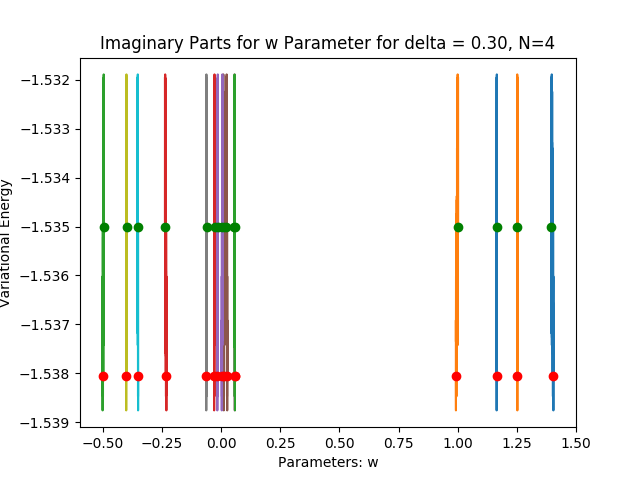 Imaginary Parts for w Parameter for delta = 0.30, N=4
Variational Energy
−1.532
−1.533
−1.534
−1.535
−1.536
−1.537
−1.538
−1.539
−0.50 −0.25 0.00 0.25 0.50 0.75 1.00 1.25 1.50
Parameters: w